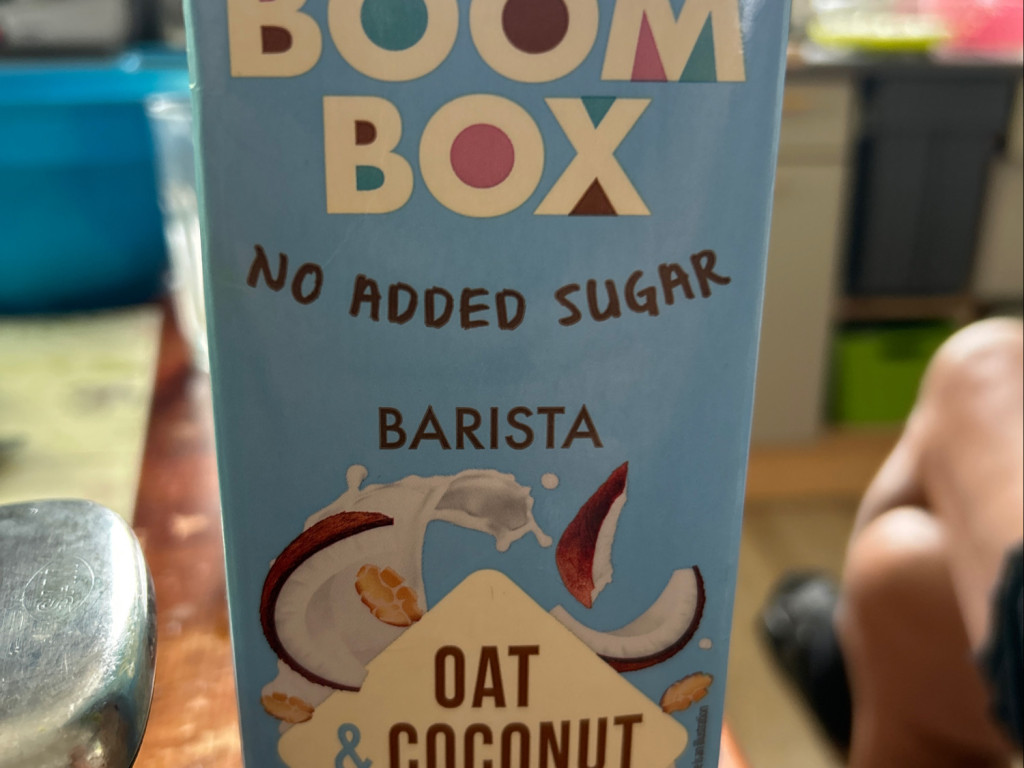 BOOM
BOX
NO ADDED SUGAR
BARISTA
OAT
& COCONUT